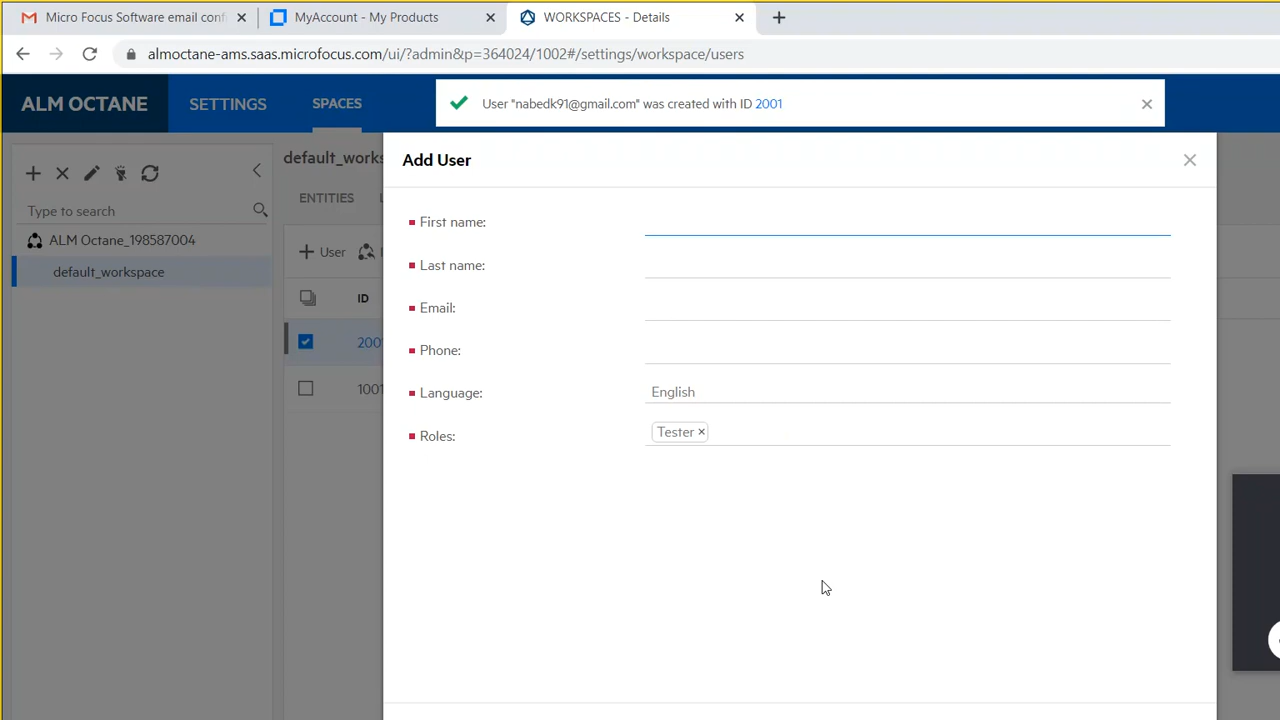 Micro Focus Software email conf
MyAccount - My Products
WORKSPACES - Details
almoctane-ams.saas.microfocus.com/ui/?admin&p=364024/1002#/settings/workspace/users
ALM OCTANE
SETTINGS
SPACES
User "nabedk91@gmail.com" was created with ID 2001
default_works
Add User
ENTITIES
Type to search
First name:
ALM Octane_198587004
User
Last name:
default_workspace
ID
Email:
2001
Phone:
1001
Language:
English
Roles:
Tester